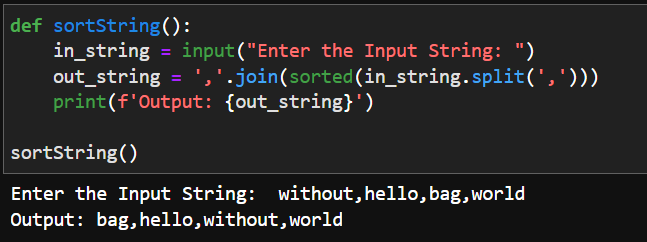 def sortString():
    in_string = input("Enter the Input String: ")
    out_string = ','.join(sorted(in_string.split(',')))
    print(f'Output: {out_string}')

sortString()
Enter the Input String:  without,hello,bag,world
Output: bag,hello,without,world